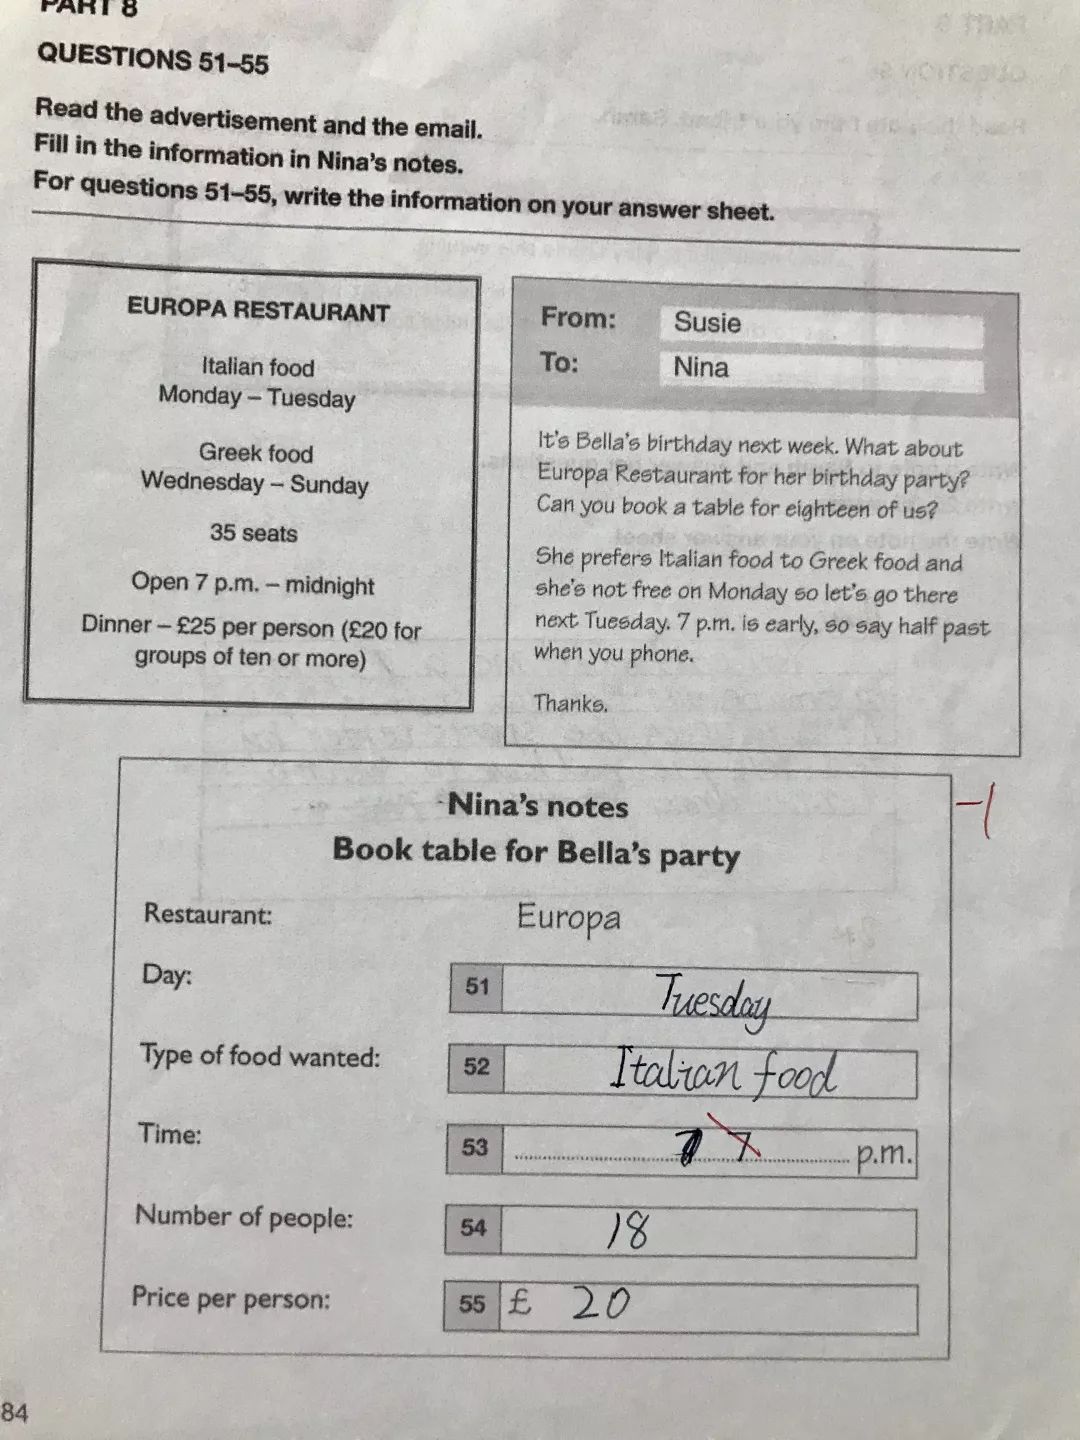 PART 8
QUESTIONS 51–55
Read the advertisement and the email.
Fill in the information in Nina's notes.
For questions 51–55, write the information on your answer sheet.
EUROPA RESTAURANT
Italian food
Monday – Tuesday
Greek food
Wednesday – Sunday
35 seats
Open 7 p.m. – midnight
Dinner – £25 per person (£20 for
groups of ten or more)
From: Susie
To: Nina
It's Bella's birthday next week. What about
Europa Restaurant for her birthday party?
Can you book a table for eighteen of us?
She prefers Italian food to Greek food and
she's not free on Monday so let's go there
next Tuesday. 7 p.m. is early, so say half past
when you phone.
Thanks.
Nina's notes
-1
Book table for Bella's party
Restaurant: Europa
Day: 51 Tuesday
Type of food wanted: 52 Italian food
Time: 53 7 p.m.
Number of people: 54 18
Price per person: 55 £ 20
84